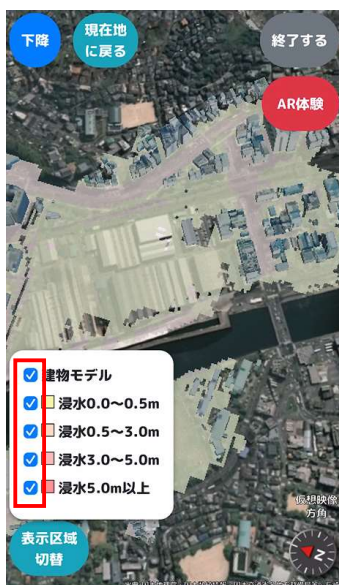 下降
現在地
に戻る
終了する
AR体験
建物モデル
浸水0.0〜0.5m
浸水0.5〜3.0m
浸水3.0〜5.0m
浸水5.0m以上
仮想映像
方角
表示区域
切替
N